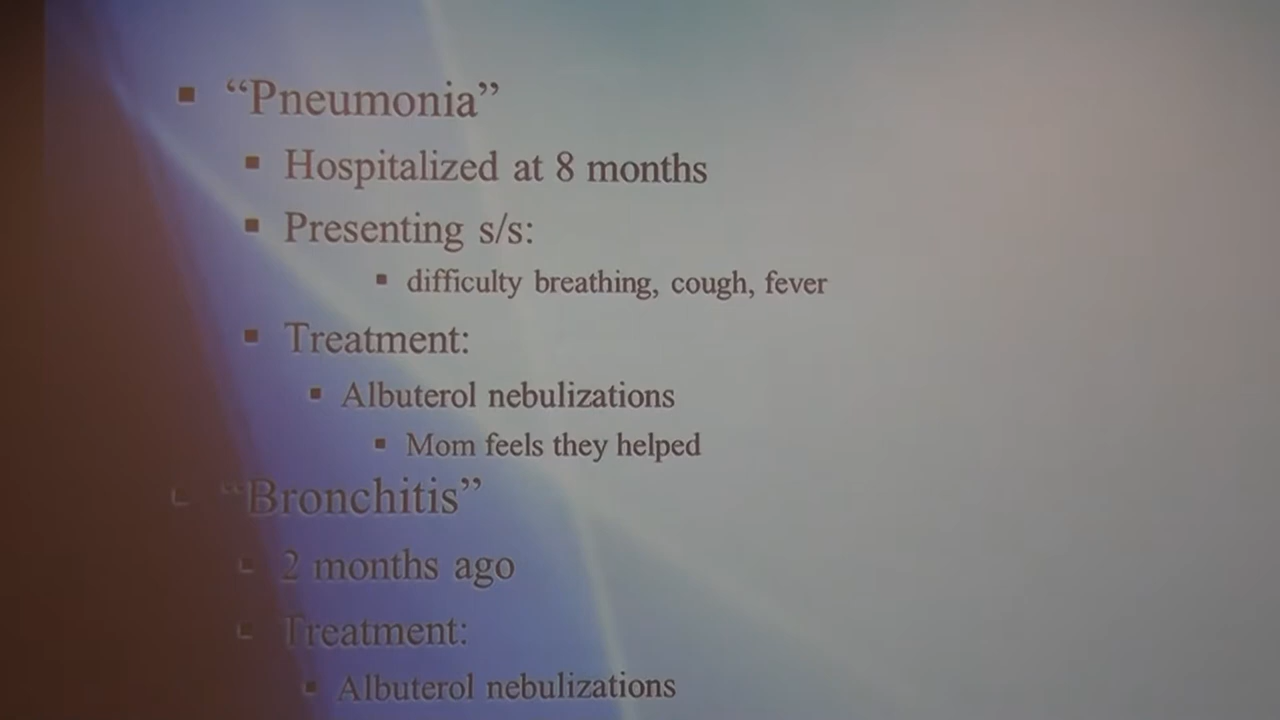 “Pneumonia”
Hospitalized at 8 months
Presenting s/s:
difficulty breathing, cough, fever
Treatment:
Albuterol nebulizations
Mom feels they helped
“Bronchitis”
2 months ago
Treatment:
Albuterol nebulizations